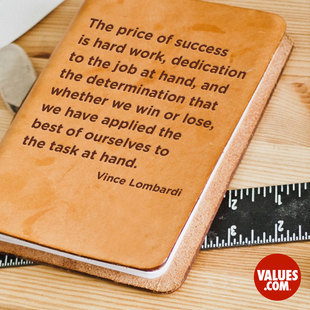 The price of success
is hard work, dedication
to the job at hand, and
the determination that
whether we win or lose,
we have applied the
best of ourselves to
the task at hand.
Vince Lombardi
VALUES
.COM